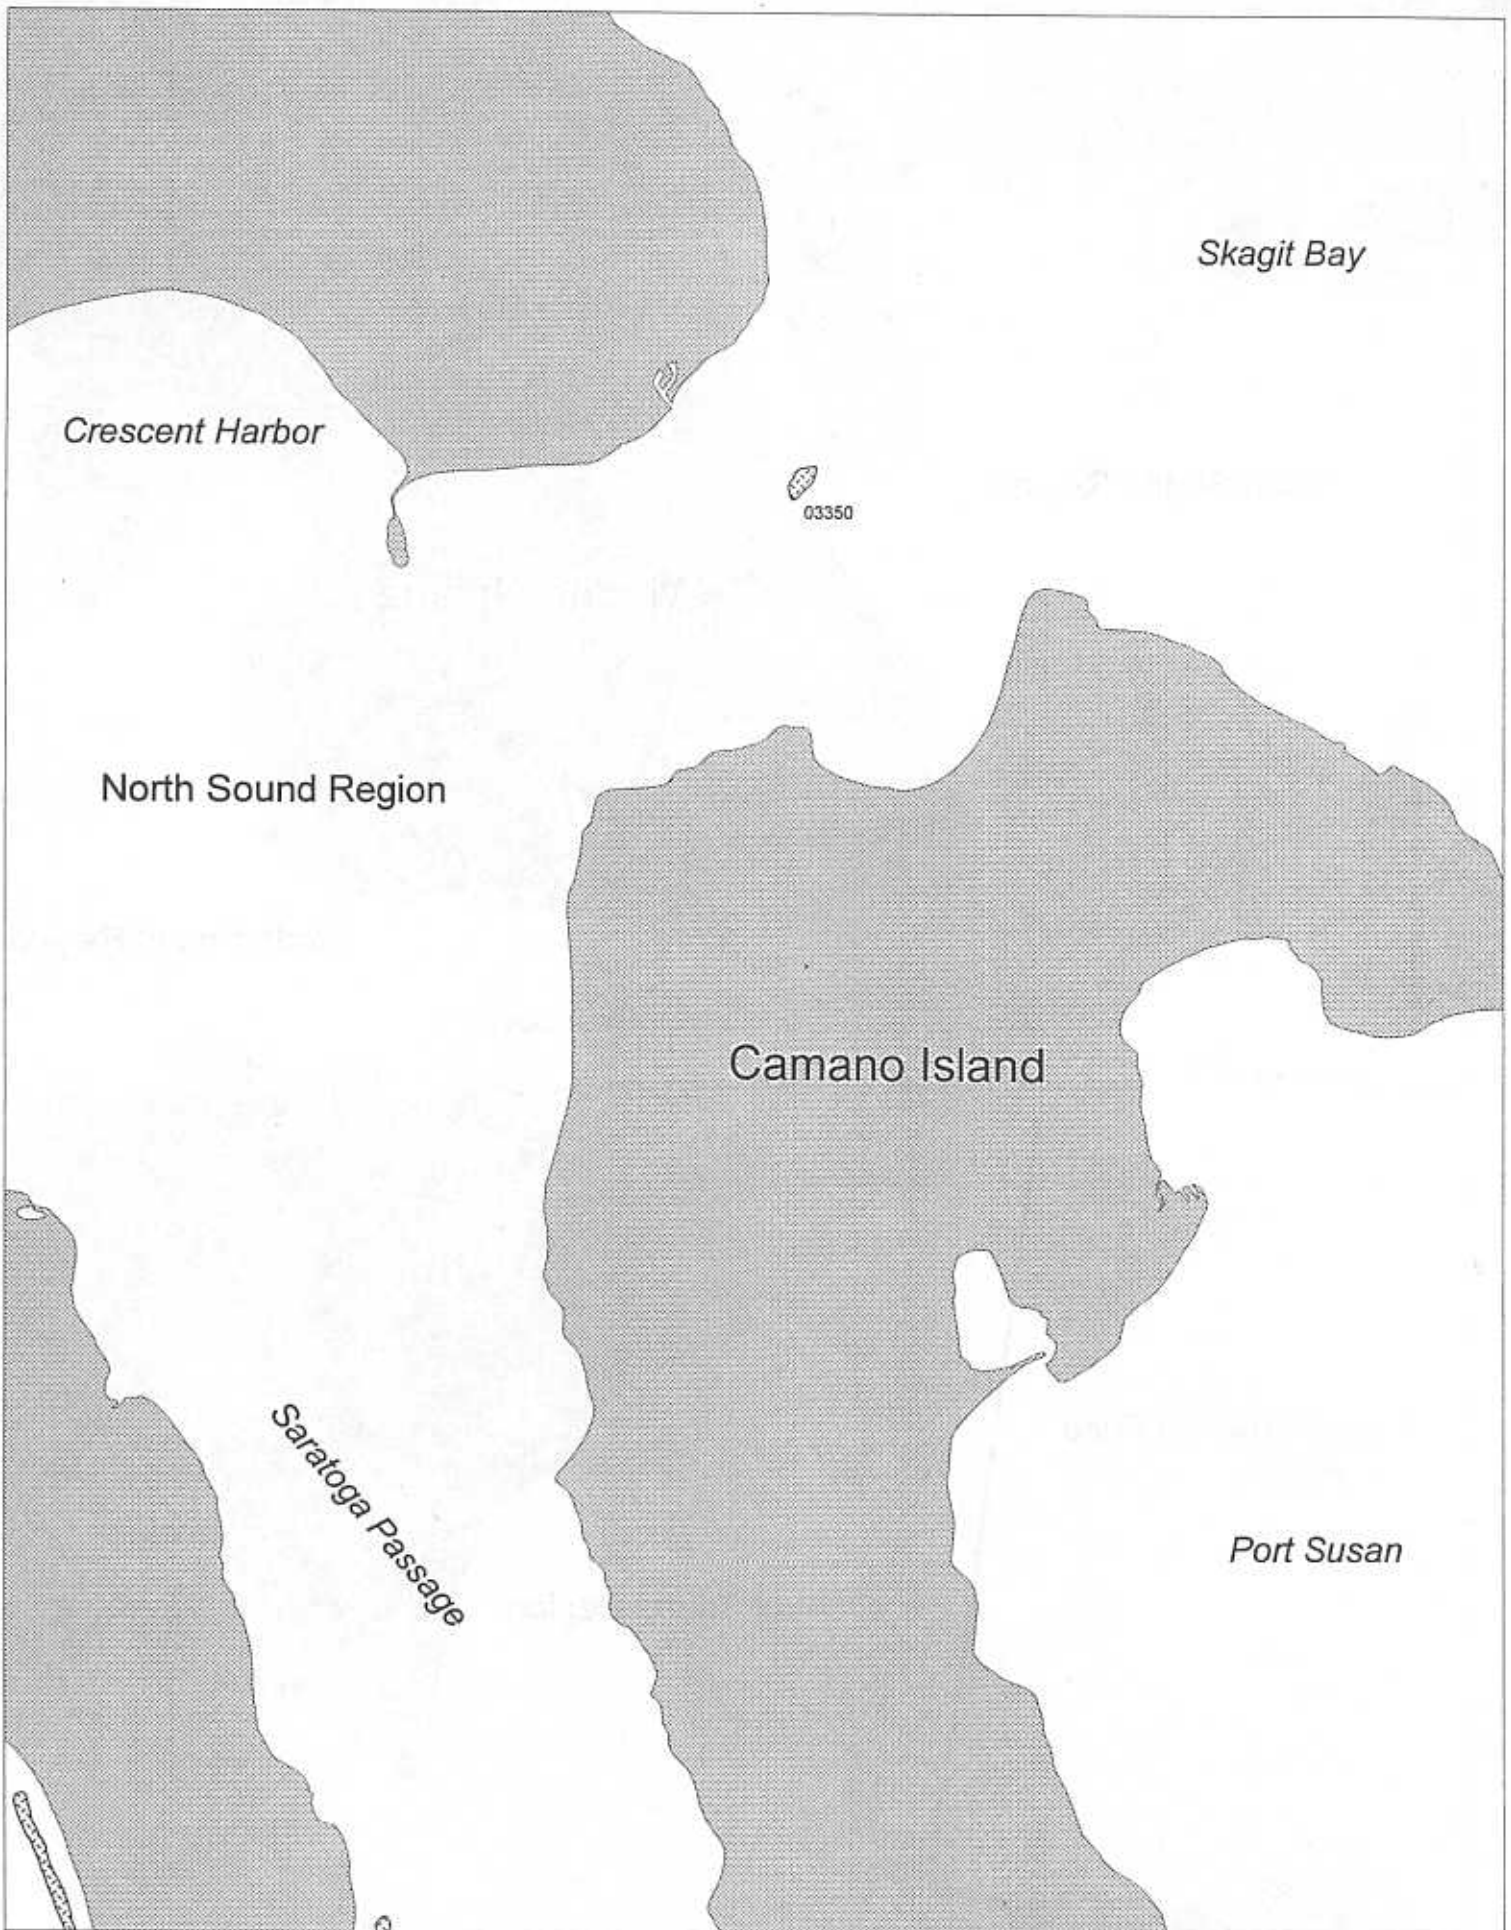 Skagit Bay
Crescent Harbor
03350
North Sound Region
Camano Island
Saratoga Passage
Port Susan